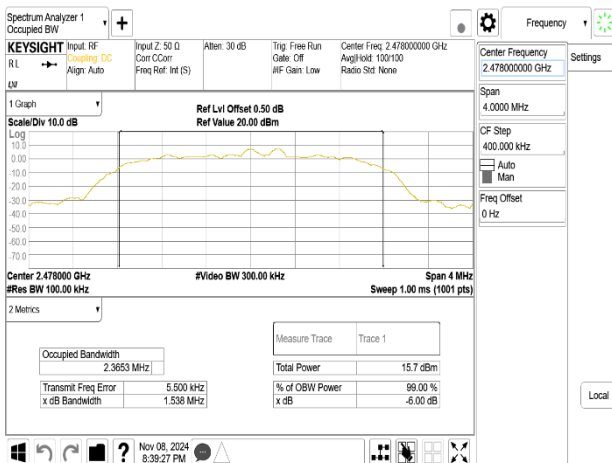 Spectrum Analyzer 1
Occupied BW
Frequency
KEYSIGHT
Input: RF
Coupling: DC
Align: Auto
RL
Input Z: 50 Ω
Corr CCorr
Freq Ref: Int (S)
Atten: 30 dB
Trig: Free Run
Gate: Off
#IF Gain: Low
Center Freq: 2.478000000 GHz
Avg|Hold: 100/100
Radio Std: None
Center Frequency
2.478000000 GHz
Settings
Span
4.0000 MHz
CF Step
400.000 kHz
Auto
Man
Freq Offset
0 Hz
Local
1 Graph
Scale/Div 10.0 dB
Ref Lvl Offset 0.50 dB
Ref Value 20.00 dBm
Log
10.0
0.00
-10.0
-20.0
-30.0
-40.0
-50.0
-60.0
-70.0
Center 2.478000 GHz
#Video BW 300.00 kHz
Span 4 MHz
#Res BW 100.00 kHz
Sweep 1.00 ms (1001 pts)
2 Metrics
Measure Trace
Trace 1
Occupied Bandwidth
2.3653 MHz
Total Power
15.7 dBm
Transmit Freq Error
5.500 kHz
% of OBW Power
99.00 %
x dB Bandwidth
1.538 MHz
x dB
-6.00 dB
?
Nov 08, 2024
8:39:27 PM